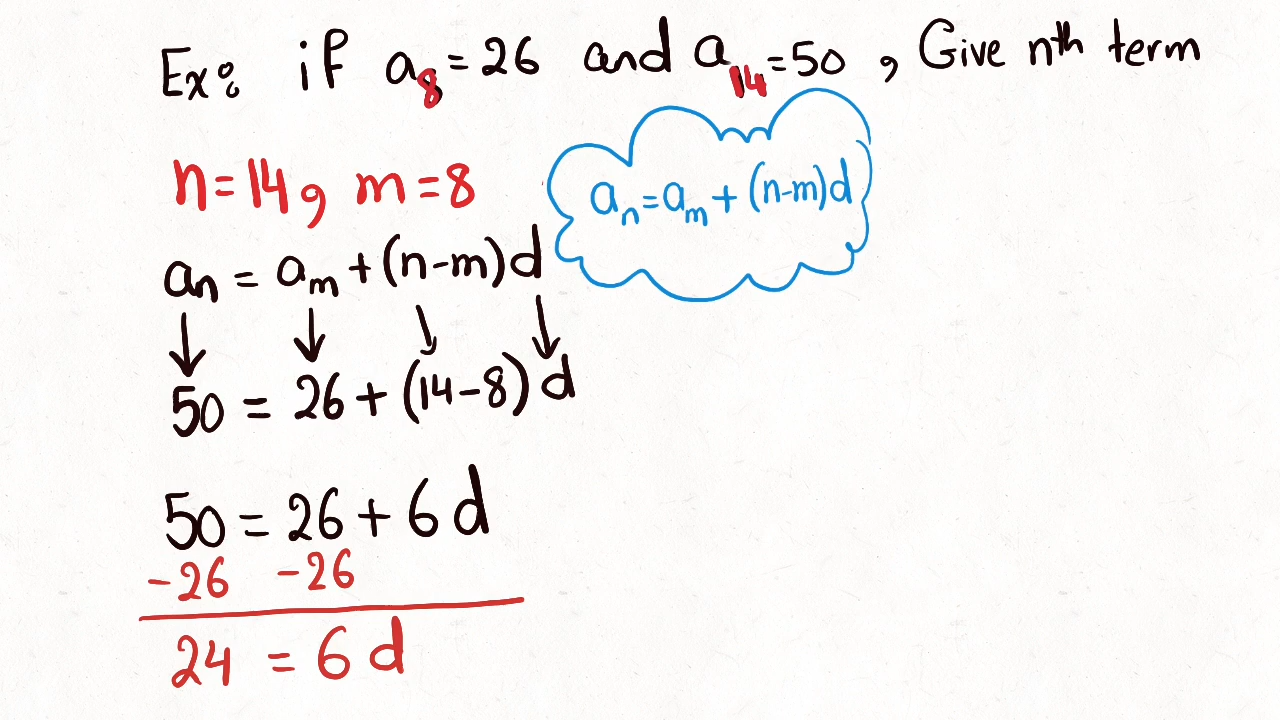 Ex: if a₈ = 26 and a₁₄ = 50 , Give nth term
n = 14 , m = 8
aₙ = aₘ + (n-m)d
aₙ = aₘ + (n-m)d
50 = 26 + (14-8) d
50 = 26 + 6 d
-26 -26
24 = 6 d